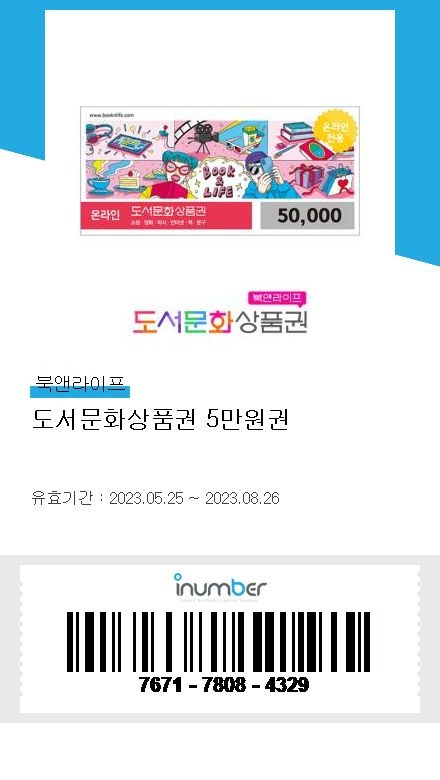 www.booknlife.com
온라인
전용
BOOK
&
LIFE
온라인 도서문화상품권
쇼핑 · 영화 · 외식 · 인터넷 · 책 · 문구
50,000
북앤라이프
도서문화상품권
북앤라이프
도서문화상품권 5만원권
유효기간 : 2023.05.25 ~ 2023.08.26
inumber
7671 - 7808 - 4329